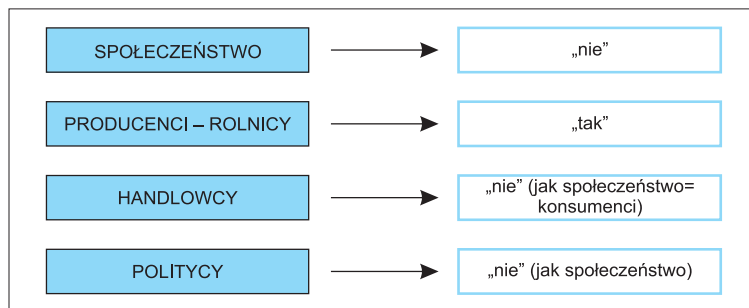 SPOŁECZEŃSTWO
„nie”
PRODUCENCI – ROLNICY
„tak”
HANDLOWCY
„nie” (jak społeczeństwo=
konsumenci)
POLITYCY
„nie” (jak społeczeństwo)